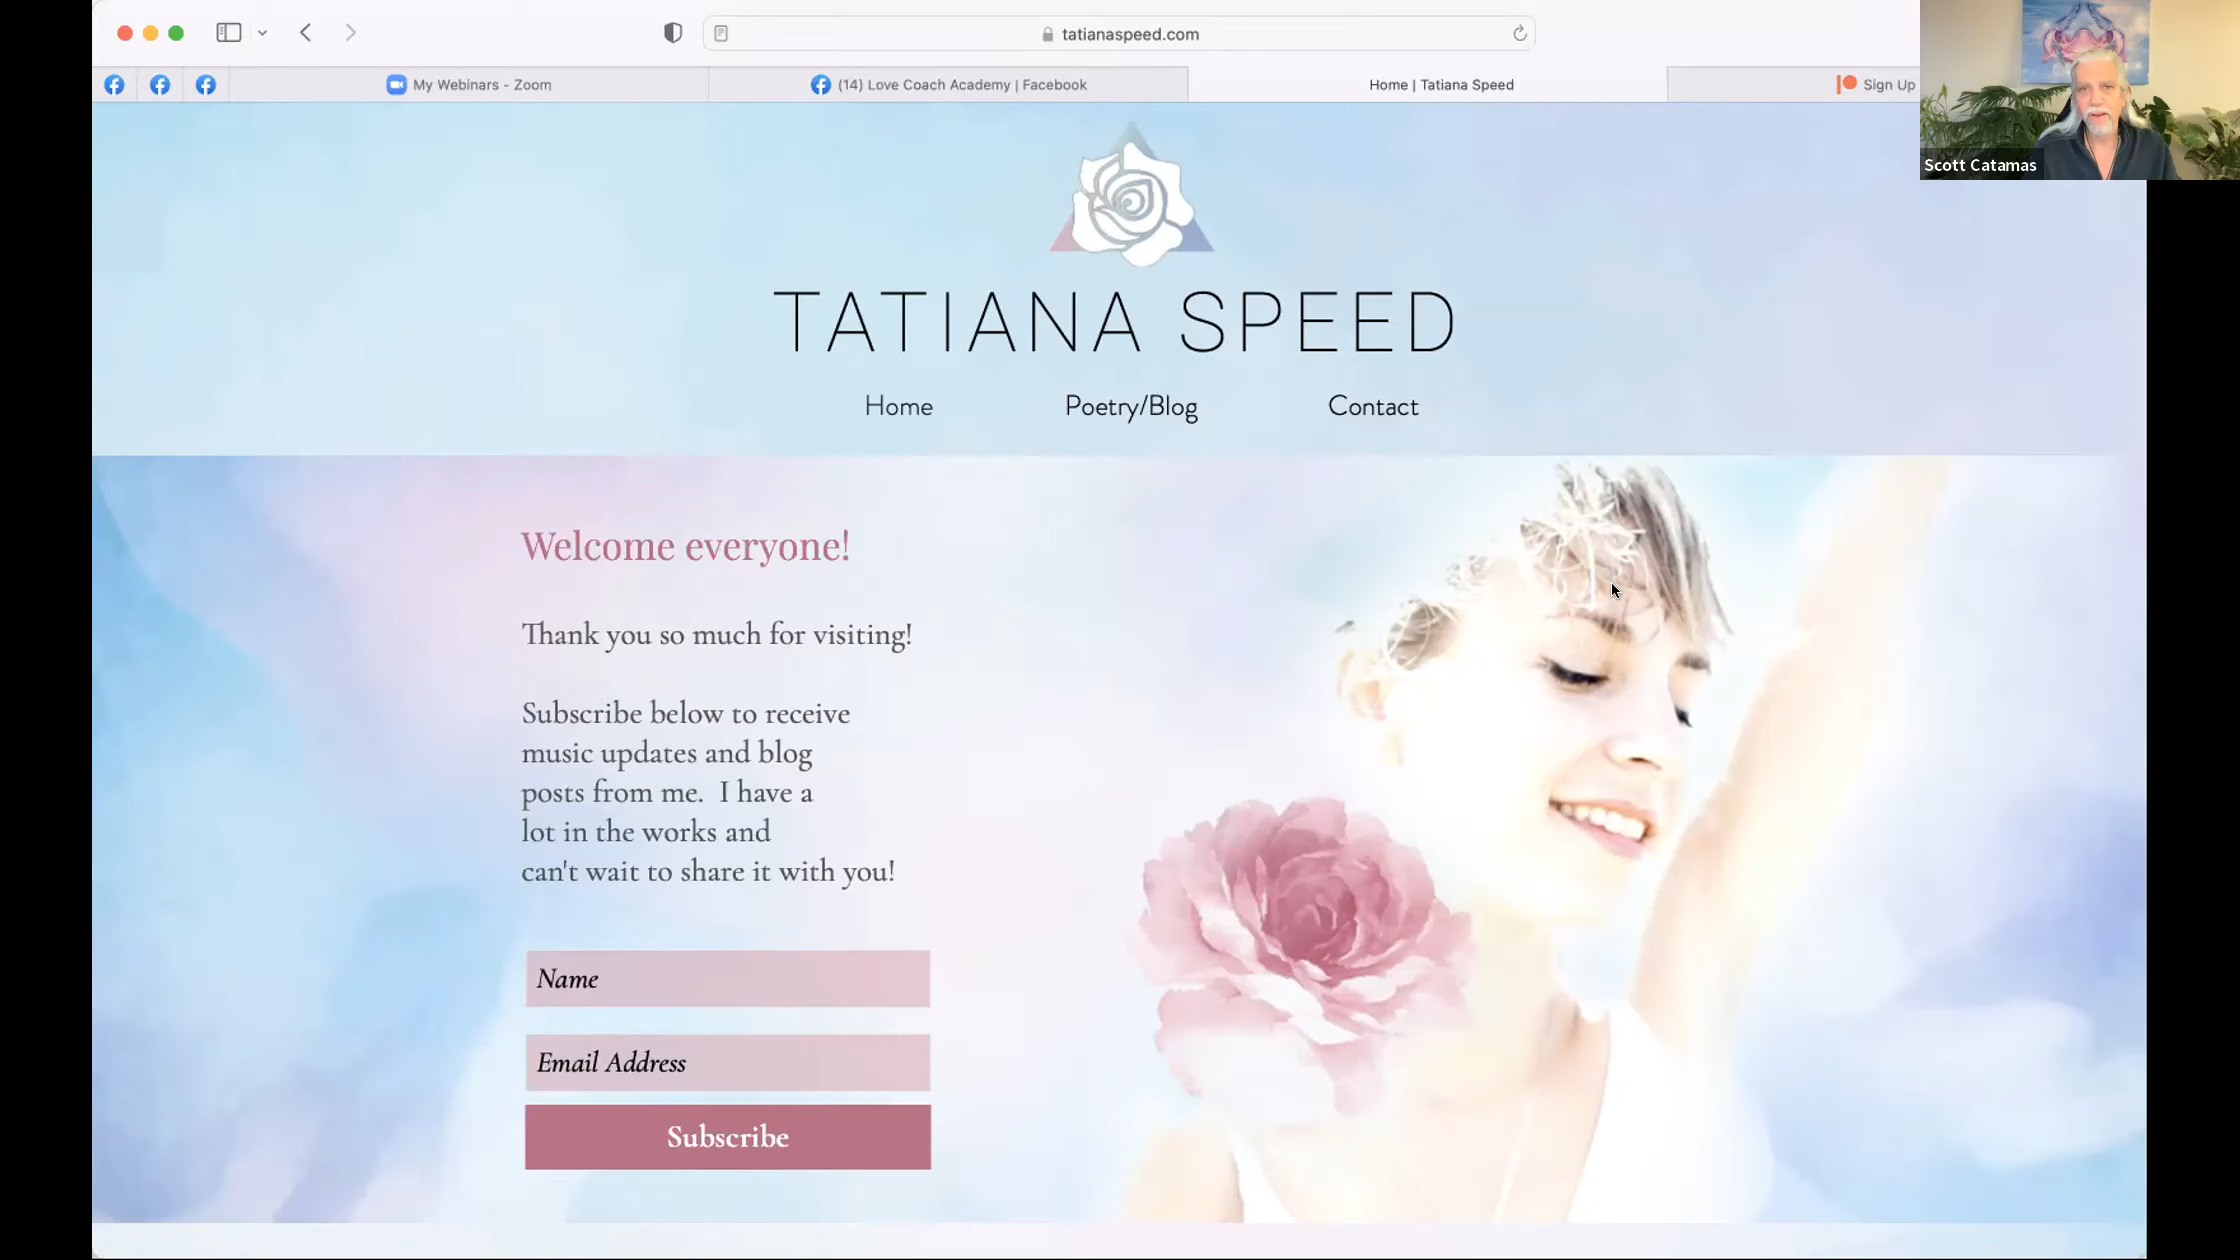 tatianaspeed.com
My Webinars - Zoom
(14) Love Coach Academy | Facebook
Home | Tatiana Speed
Sign Up
Scott Catamas
TATIANA SPEED
Home
Poetry/Blog
Contact
Welcome everyone!
Thank you so much for visiting!
Subscribe below to receive
music updates and blog
posts from me.  I have a
lot in the works and
can't wait to share it with you!
Name
Email Address
Subscribe